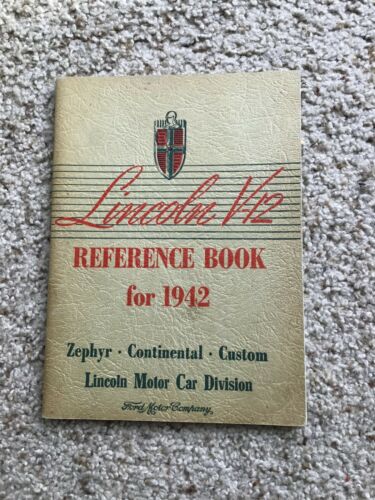 Lincoln V12
REFERENCE BOOK
for 1942
Zephyr · Continental · Custom
Lincoln Motor Car Division
Ford Motor Company